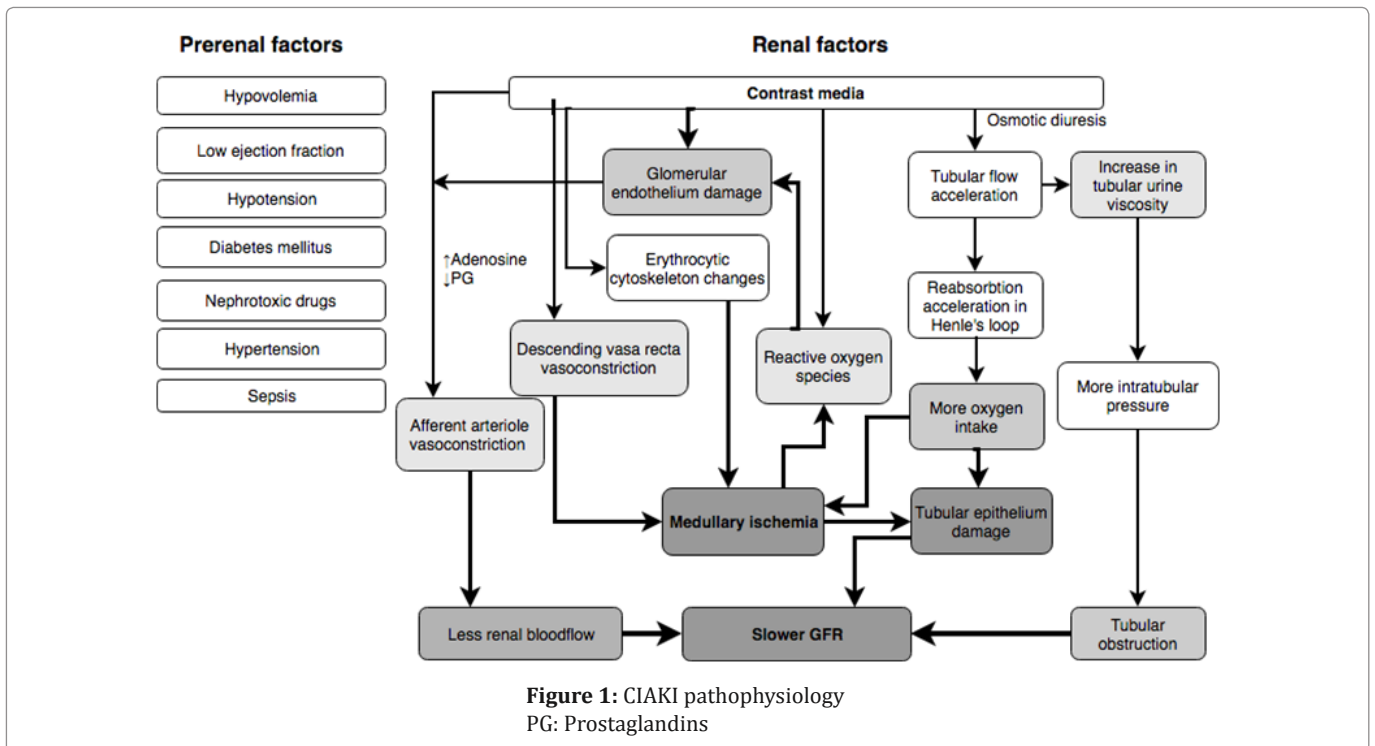 Prerenal factors
Hypovolemia
Low ejection fraction
Hypotension
Diabetes mellitus
Nephrotoxic drugs
Hypertension
Sepsis
Renal factors
Contrast media
Osmotic diuresis
Glomerular
endothelium damage
Tubular flow
acceleration
Increase in
tubular urine
viscosity
↑Adenosine
↓PG
Erythrocytic
cytoskeleton changes
Reabsorbtion
acceleration in
Henle's loop
Descending vasa recta
vasoconstriction
Reactive oxygen
species
More intratubular
pressure
Afferent arteriole
vasoconstriction
More oxygen
intake
Medullary ischemia
Tubular epithelium
damage
Less renal bloodflow
Slower GFR
Tubular
obstruction
Figure 1: CIAKI pathophysiology
PG: Prostaglandins